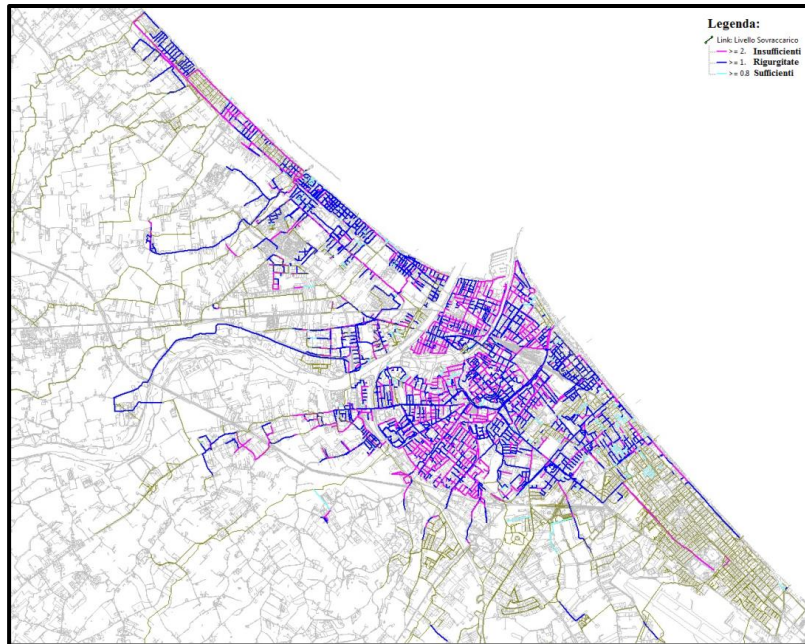 Legenda:
Link: Livello Sovraccarico
>= 2. Insufficienti
>= 1. Rigurgitate
>= 0.8 Sufficienti